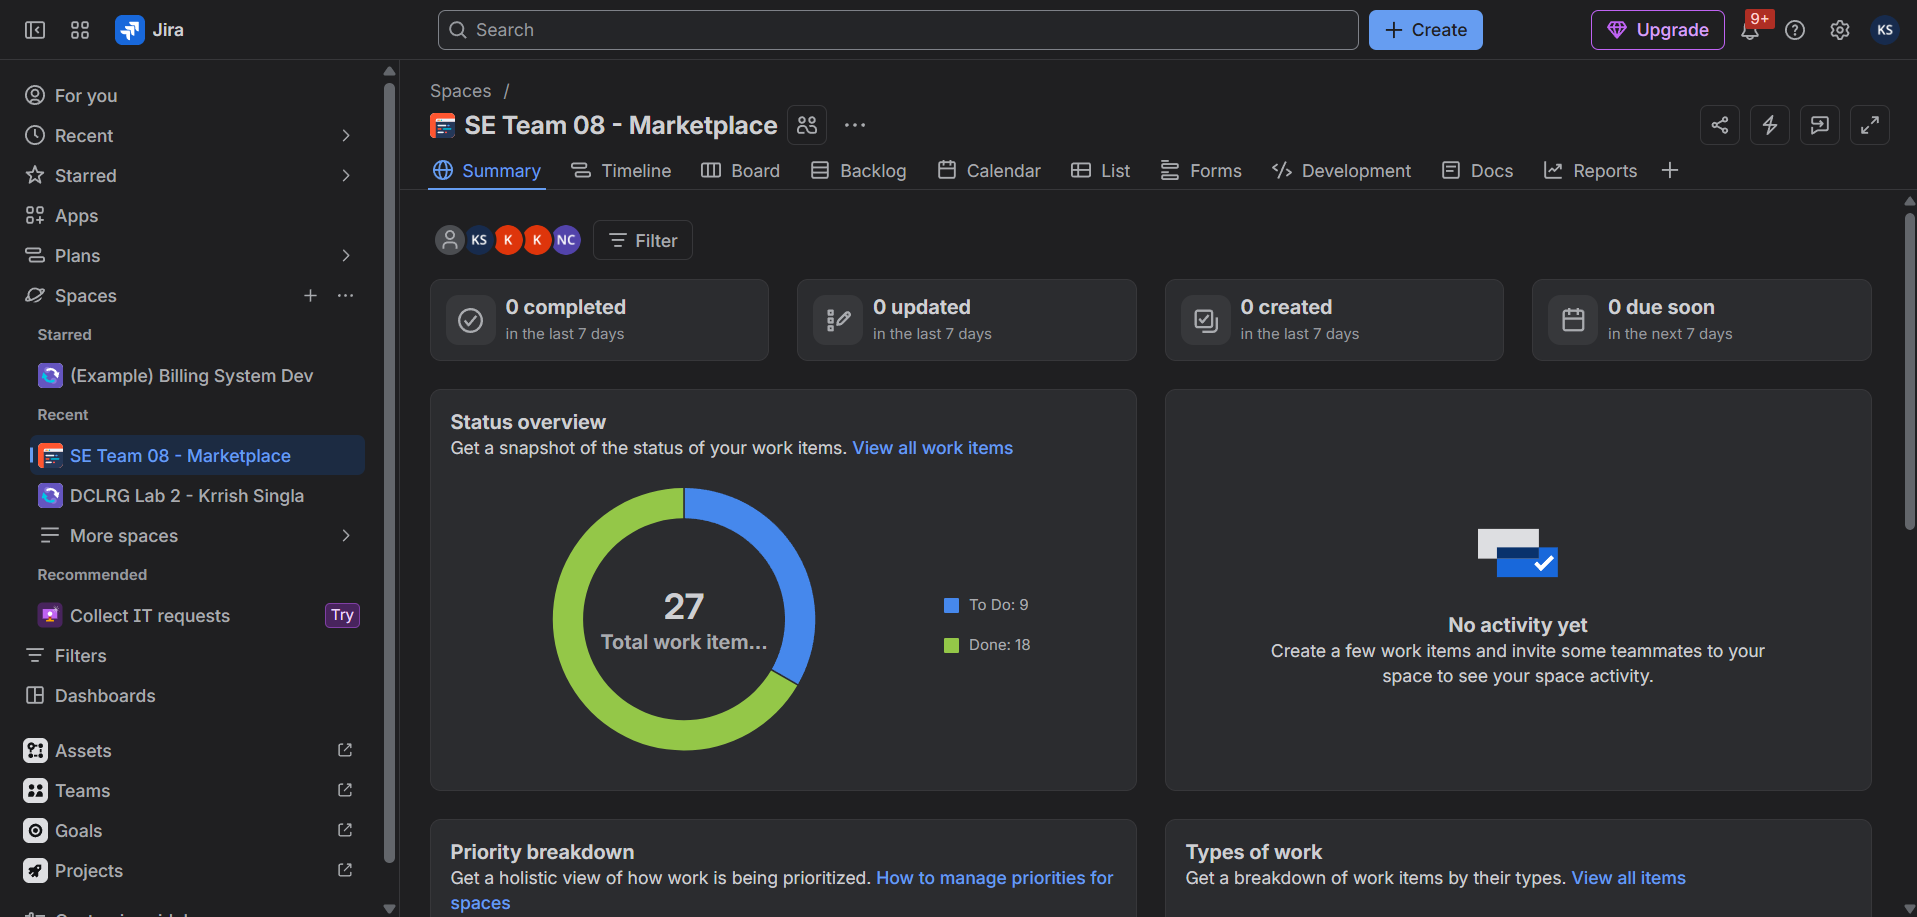 Jira
Search
Create
Upgrade
9+
KS
For you
Recent
Starred
Apps
Plans
Spaces
Starred
(Example) Billing System Dev
Recent
SE Team 08 - Marketplace
DCLRG Lab 2 - Krrish Singla
More spaces
Recommended
Collect IT requests
Try
Filters
Dashboards
Assets
Teams
Goals
Projects
Spaces /
SE Team 08 - Marketplace
Summary
Timeline
Board
Backlog
Calendar
List
Forms
Development
Docs
Reports
KS
K
K
NC
Filter
0 completed
in the last 7 days
0 updated
in the last 7 days
0 created
in the last 7 days
0 due soon
in the next 7 days
Status overview
Get a snapshot of the status of your work items. View all work items
27
Total work item...
To Do: 9
Done: 18
No activity yet
Create a few work items and invite some teammates to your
space to see your space activity.
Priority breakdown
Get a holistic view of how work is being prioritized. How to manage priorities for
spaces
Types of work
Get a breakdown of work items by their types. View all items